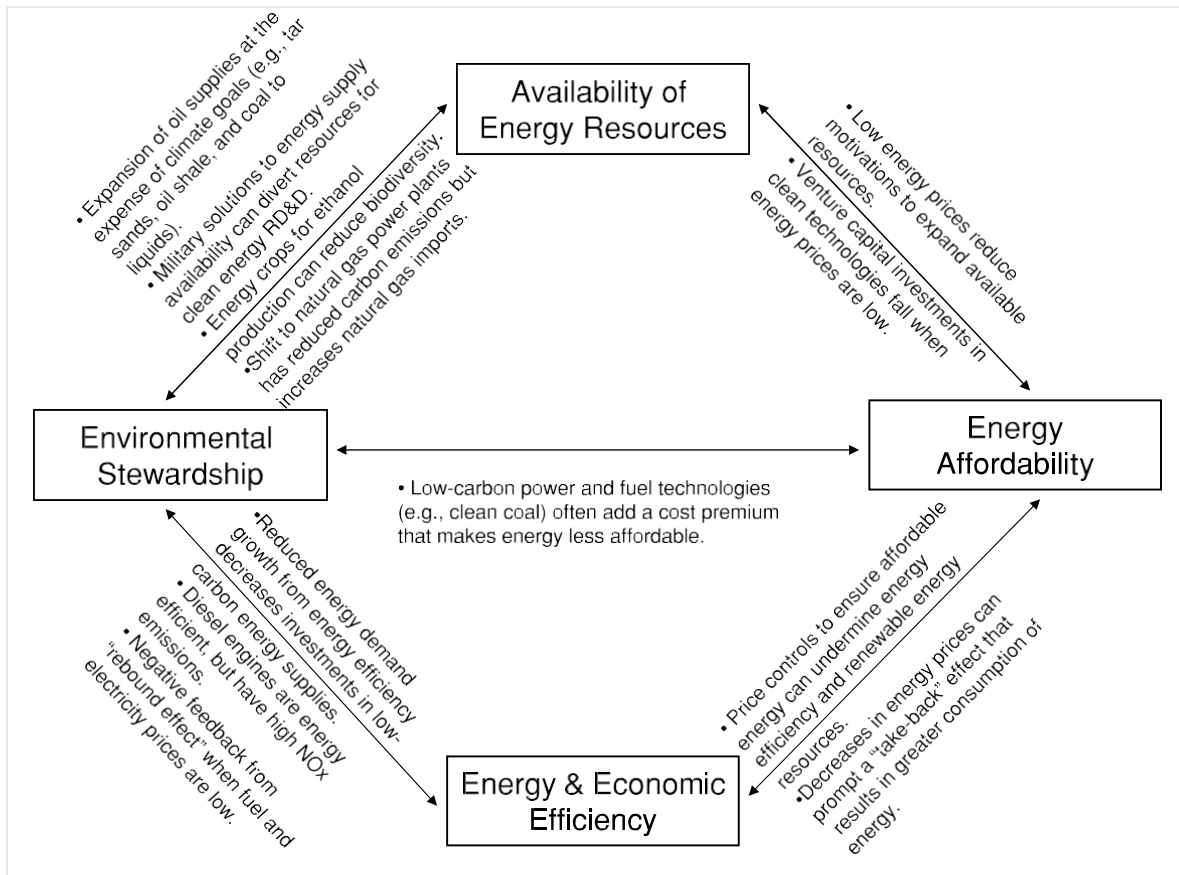 Availability of
Energy Resources
• Expansion of oil supplies at the
expense of climate goals (e.g., tar
sands, oil shale, and coal to
liquids).
• Military solutions to energy supply
availability can divert resources for
clean energy RD&D.
• Energy crops for ethanol
production can reduce biodiversity.
•Shift to natural gas power plants
has reduced carbon emissions but
increases natural gas imports.
• Low energy prices reduce
motivations to expand available
resources.
• Venture capital investments in
clean technologies fall when
energy prices are low.
Environmental
Stewardship
Energy
Affordability
• Low-carbon power and fuel technologies
(e.g., clean coal) often add a cost premium
that makes energy less affordable.
• Reduced energy demand
growth from energy efficiency
decreases investments in low-
carbon energy supplies.
• Diesel engines are energy
efficient, but have high NOx
emissions.
• Negative feedback from
“rebound effect” when fuel and
electricity prices are low.
• Price controls to ensure affordable
energy can undermine energy
efficiency and renewable energy
resources.
•Decreases in energy prices can
prompt a “take-back” effect that
results in greater consumption of
energy.
Energy & Economic
Efficiency